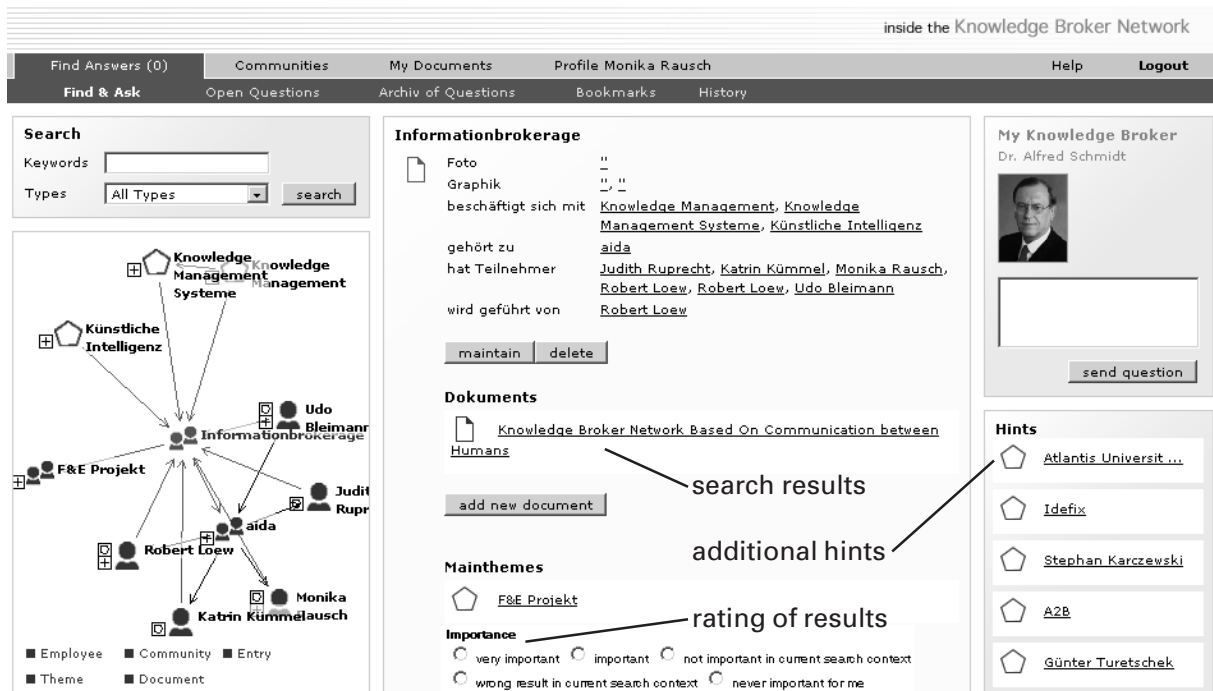 inside the Knowledge Broker Network
Find Answers (0) Communities My Documents Profile Monika Rausch Help Logout
Find & Ask Open Questions Archiv of Questions Bookmarks History
Search
Keywords
Types All Types search
Knowledge
Management
Systeme
Knowledge
Management
Künstliche
Intelligenz
Udo
Bleimann
Informationbrokerage
F&E Projekt
Judit
Rupr
aida
Robert Loew
Monika
Rausch
Katrin Kümmel
Employee Community Entry
Theme Document
Informationbrokerage
Foto "
Graphik ", "
beschäftigt sich mit Knowledge Management, Knowledge
Management Systeme, Künstliche Intelligenz
gehört zu aida
hat Teilnehmer Judith Ruprecht, Katrin Kümmel, Monika Rausch,
Robert Loew, Robert Loew, Udo Bleimann
wird geführt von Robert Loew
maintain delete
Dokuments
Knowledge Broker Network Based On Communication between
Humans
search results
add new document
additional hints
Mainthemes
F&E Projekt
rating of results
Importance
very important important not important in current search context
wrong result in current search context never important for me
My Knowledge Broker
Dr. Alfred Schmidt
send question
Hints
Atlantis Universit ...
Idefix
Stephan Karczewski
A2B
Günter Turetschek